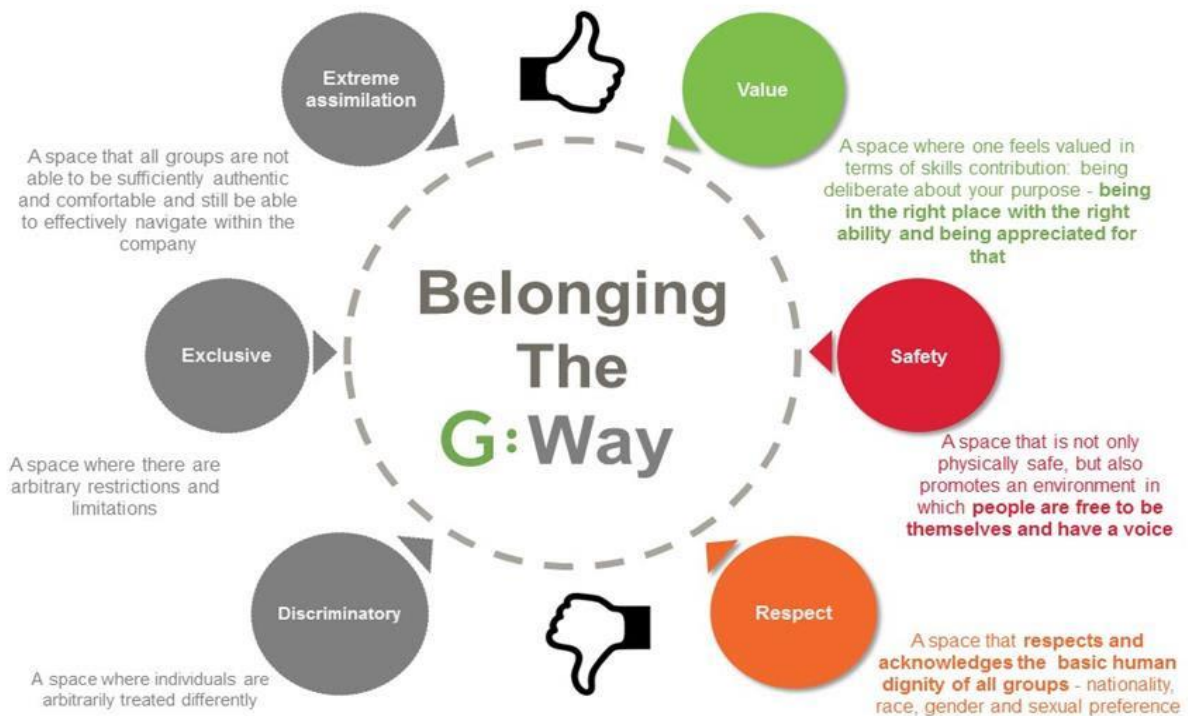 Extreme
assimilation
A space that all groups are not
able to be sufficiently authentic
and comfortable and still be able
to effectively navigate within the
company
Exclusive
A space where there are
arbitrary restrictions and
limitations
Discriminatory
A space where individuals are
arbitrarily treated differently
Belonging
The
G:Way
Value
A space where one feels valued in
terms of skills contribution: being
deliberate about your purpose - being
in the right place with the right
ability and being appreciated for
that
Safety
A space that is not only
physically safe, but also
promotes an environment in
which people are free to be
themselves and have a voice
Respect
A space that respects and
acknowledges the basic human
dignity of all groups - nationality,
race, gender and sexual preference